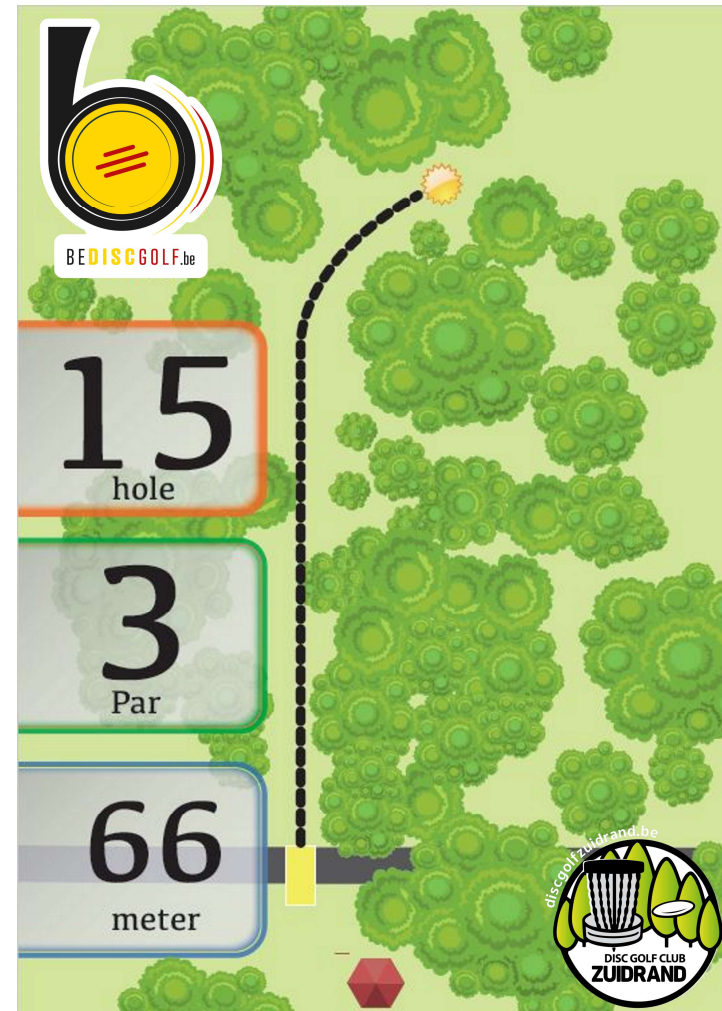 BEDISCGOLF.be
15
hole
3
Par
66
meter
discgolfzuidrand.be
DISC GOLF CLUB
ZUIDRAND